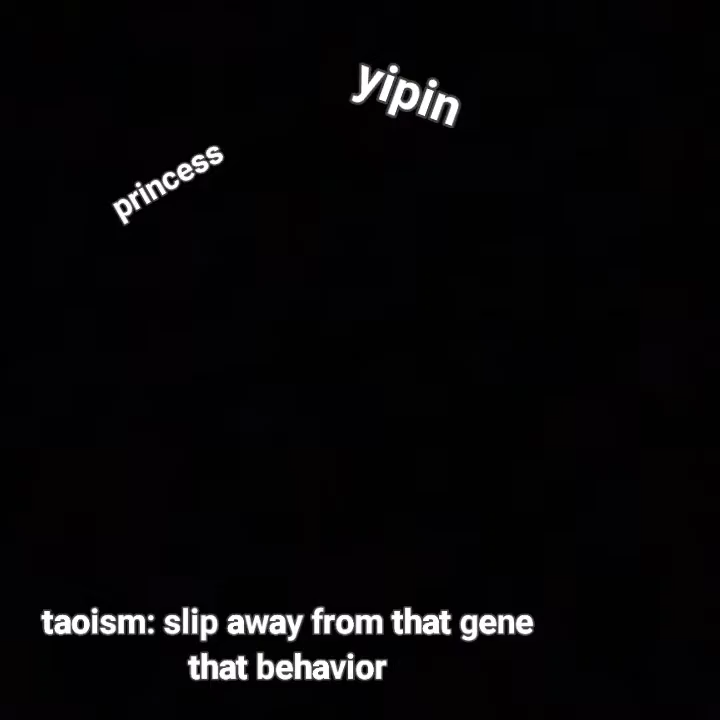 yipin
princess
taoism: slip away from that gene
that behavior